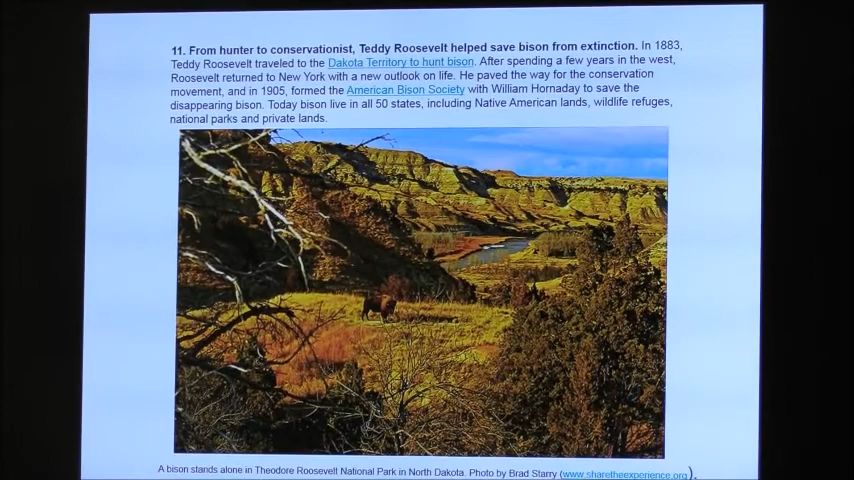 11. From hunter to conservationist, Teddy Roosevelt helped save bison from extinction. In 1883,
Teddy Roosevelt traveled to the Dakota Territory to hunt bison. After spending a few years in the west,
Roosevelt returned to New York with a new outlook on life. He paved the way for the conservation
movement, and in 1905, formed the American Bison Society with William Hornaday to save the
disappearing bison. Today bison live in all 50 states, including Native American lands, wildlife refuges,
national parks and private lands.
A bison stands alone in Theodore Roosevelt National Park in North Dakota. Photo by Brad Starry (www.sharetheexperience.org).